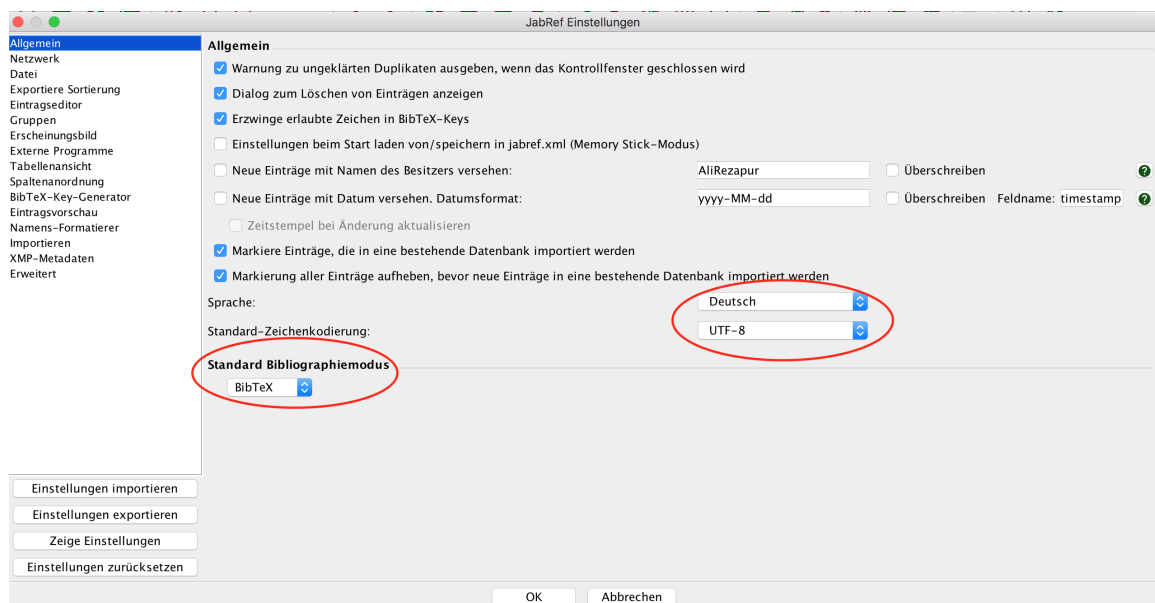 JabRef Einstellungen
Allgemein
Netzwerk
Datei
Exportiere Sortierung
Eintragseditor
Gruppen
Erscheinungsbild
Externe Programme
Tabellenansicht
Spaltenanordnung
BibTeX-Key-Generator
Eintragsvorschau
Namens-Formatierer
Importieren
XMP-Metadaten
Erweitert
Einstellungen importieren
Einstellungen exportieren
Zeige Einstellungen
Einstellungen zurücksetzen
Allgemein
Warnung zu ungeklärten Duplikaten ausgeben, wenn das Kontrollfenster geschlossen wird
Dialog zum Löschen von Einträgen anzeigen
Erzwinge erlaubte Zeichen in BibTeX-Keys
Einstellungen beim Start laden von/speichern in jabref.xml (Memory Stick-Modus)
Neue Einträge mit Namen des Besitzers versehen: AliRezapur Überschreiben ?
Neue Einträge mit Datum versehen. Datumsformat: yyyy-MM-dd Überschreiben Feldname: timestamp ?
Zeitstempel bei Änderung aktualisieren
Markiere Einträge, die in eine bestehende Datenbank importiert werden
Markierung aller Einträge aufheben, bevor neue Einträge in eine bestehende Datenbank importiert werden
Sprache: Deutsch
Standard-Zeichenkodierung: UTF-8
Standard Bibliographiemodus
BibTeX
OK Abbrechen